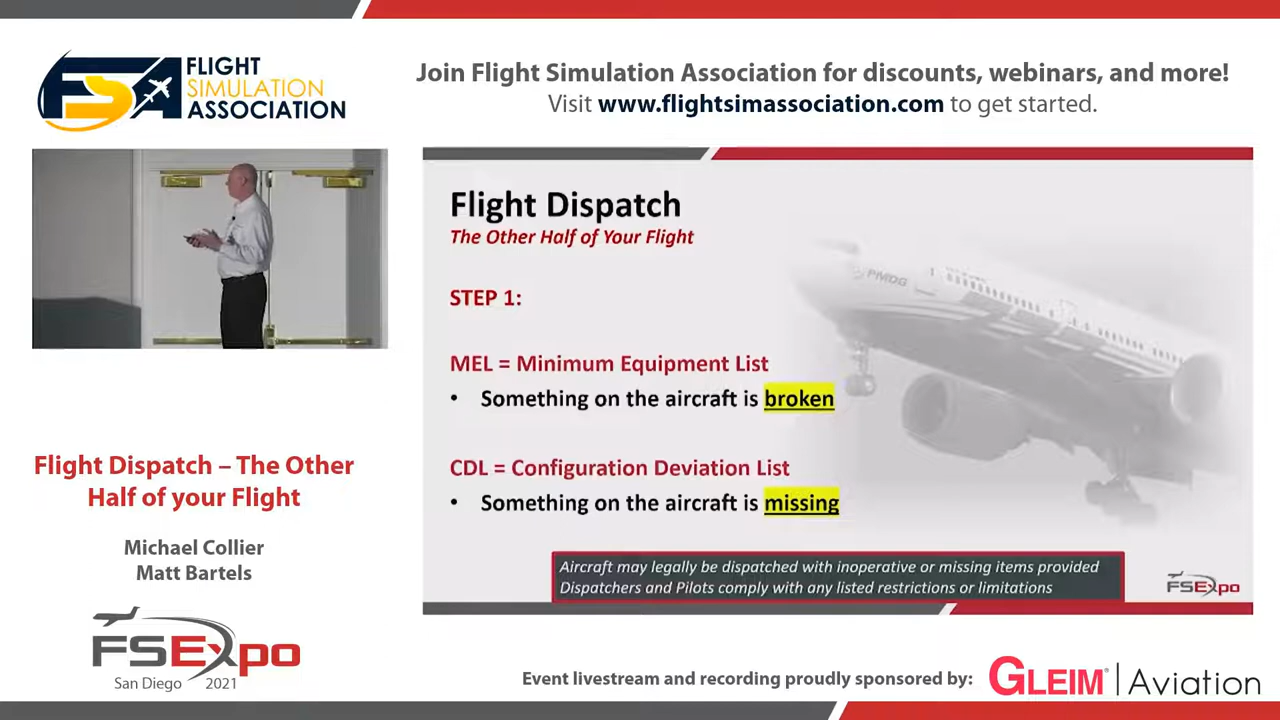 FLIGHT
SIMULATION
ASSOCIATION
FSA
Join Flight Simulation Association for discounts, webinars, and more!
Visit www.flightsimassociation.com to get started.
Flight Dispatch
The Other Half of Your Flight
STEP 1:
MEL = Minimum Equipment List
• Something on the aircraft is broken
CDL = Configuration Deviation List
• Something on the aircraft is missing
PMDG
Aircraft may legally be dispatched with inoperative or missing items provided
Dispatchers and Pilots comply with any listed restrictions or limitations
FSExpo
Flight Dispatch – The Other
Half of your Flight
Michael Collier
Matt Bartels
FSExpo
San Diego 2021
Event livestream and recording proudly sponsored by:
GLEIM® | Aviation